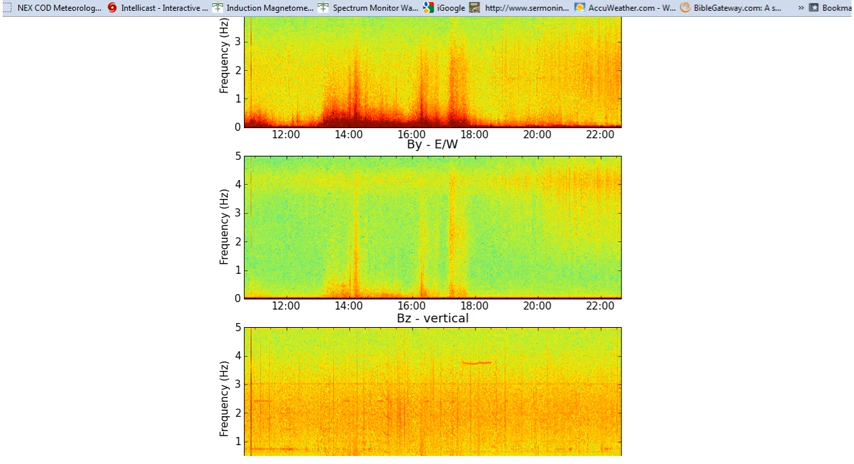 NEX COD Meteorolog... Intellicast - Interactive ... Induction Magnetome... Spectrum Monitor Wa... iGoogle http://www.sermonin... AccuWeather.com - W... BibleGateway.com: A s... » Bookma
Frequency (Hz)
3
2
1
0
12:00 14:00 16:00 18:00 20:00 22:00
By - E/W
Frequency (Hz)
5
4
3
2
1
0
12:00 14:00 16:00 18:00 20:00 22:00
Bz - vertical
Frequency (Hz)
5
4
3
2
1